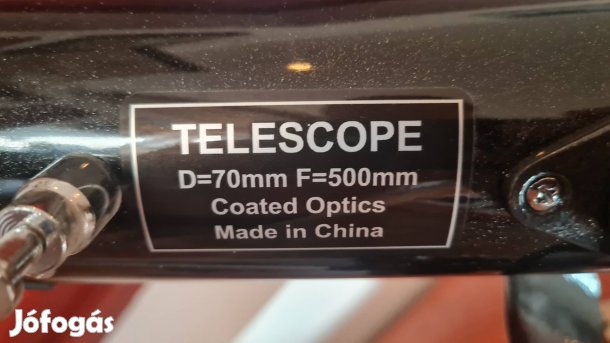 TELESCOPE
D=70mm F=500mm
Coated Optics
Made in China
Jófogás